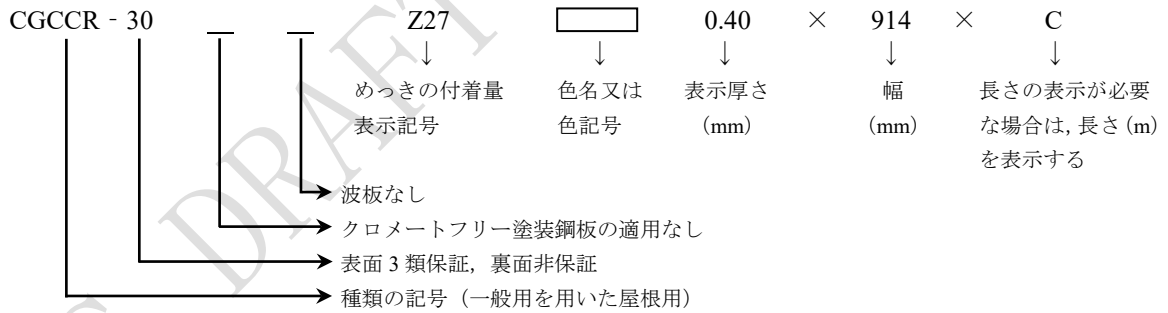 CGCCR - 30 _ _ Z27 0.40 × 914 × C
↓ ↓ ↓ ↓ ↓
めっきの付着量 色名又は 表示厚さ 幅 長さの表示が必要
表示記号 色記号 (mm) (mm) な場合は，長さ(m)
を表示する
波板なし
クロメートフリー塗装鋼板の適用なし
表面 3 類保証，裏面非保証
種類の記号（一般用を用いた屋根用）
DRAFT